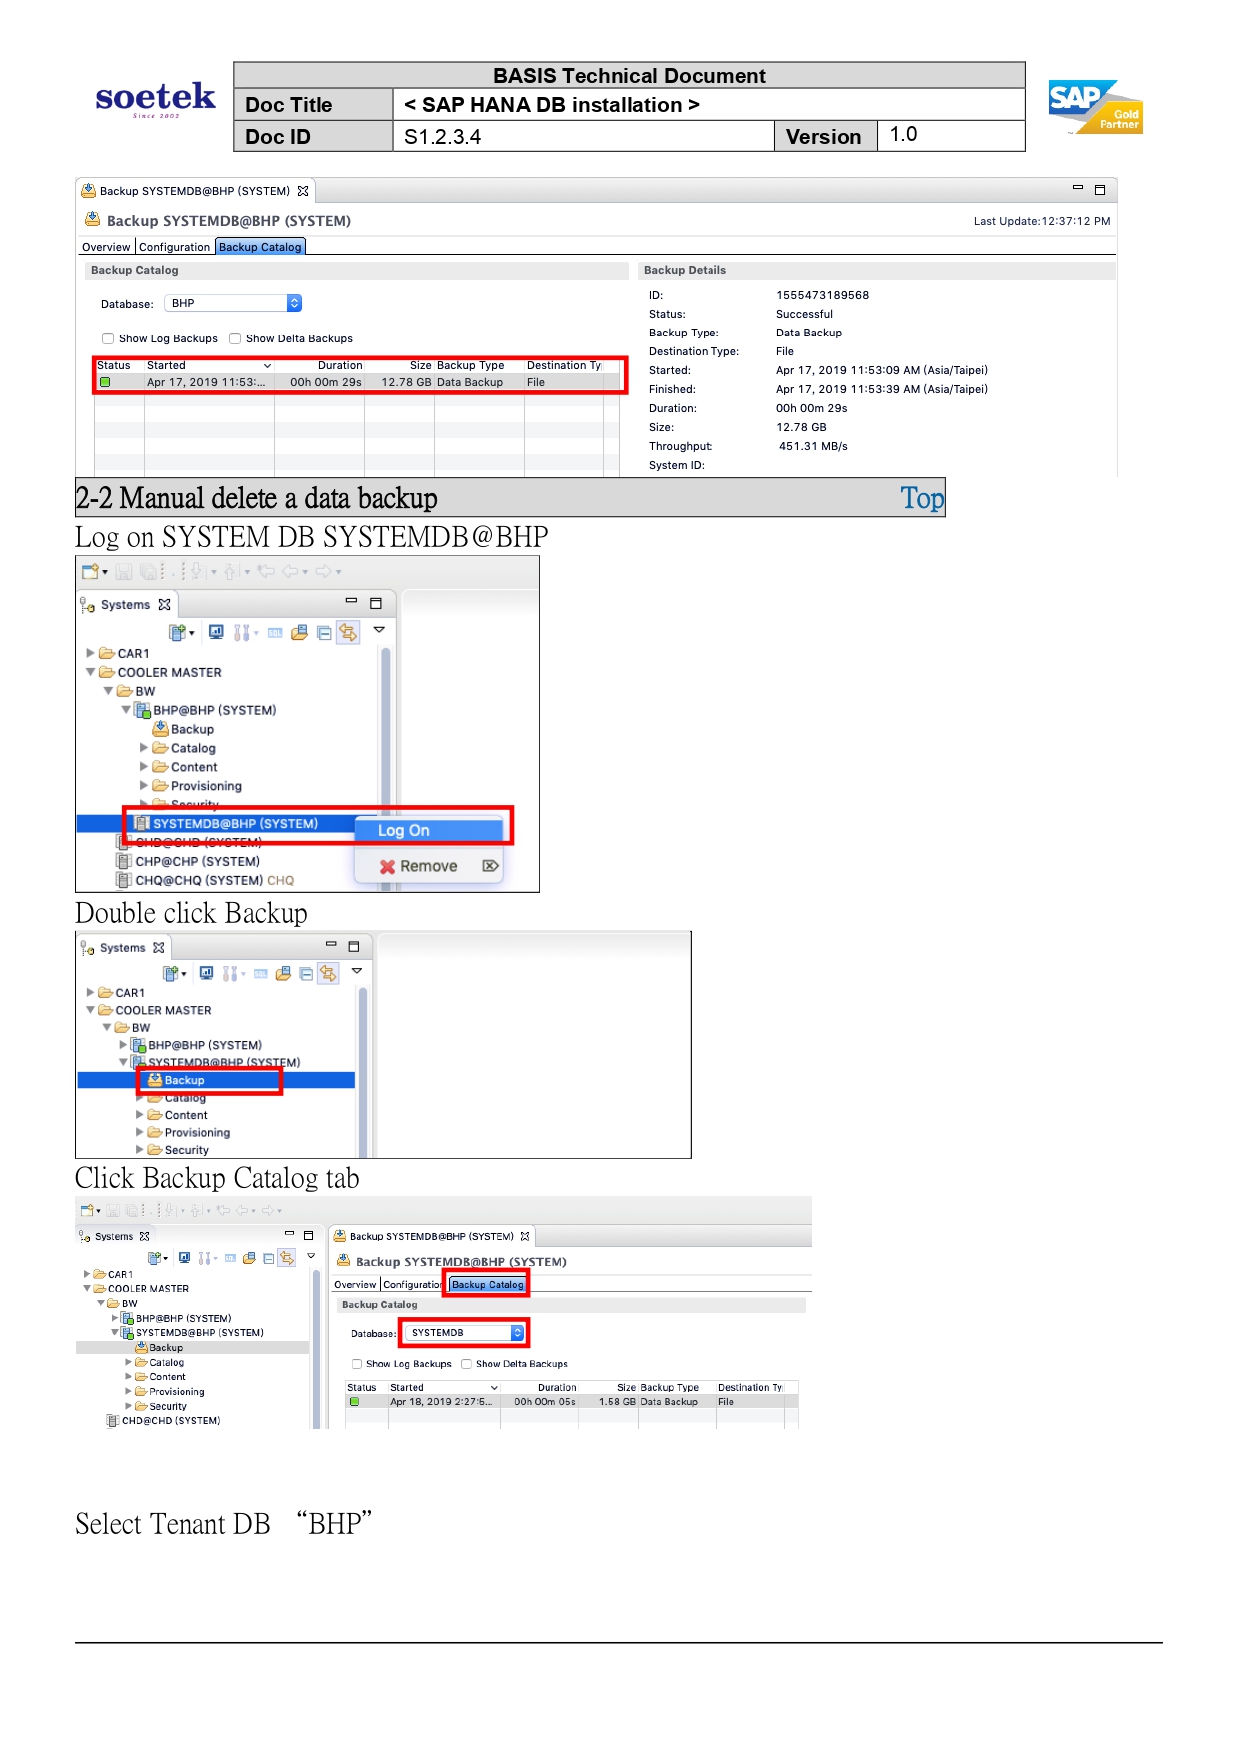 soetek
Since 2002
BASIS Technical Document
Doc Title < SAP HANA DB installation >
Doc ID S1.2.3.4 Version 1.0
SAP
Gold
Partner
Backup SYSTEMDB@BHP (SYSTEM)
Backup SYSTEMDB@BHP (SYSTEM) Last Update:12:37:12 PM
Overview Configuration Backup Catalog
Backup Catalog Backup Details
Database: BHP
Show Log Backups Show Delta Backups
Status Started Duration Size Backup Type Destination Ty
Apr 17, 2019 11:53:... 00h 00m 29s 12.78 GB Data Backup File
ID: 1555473189568
Status: Successful
Backup Type: Data Backup
Destination Type: File
Started: Apr 17, 2019 11:53:09 AM (Asia/Taipei)
Finished: Apr 17, 2019 11:53:39 AM (Asia/Taipei)
Duration: 00h 00m 29s
Size: 12.78 GB
Throughput: 451.31 MB/s
System ID:
2-2 Manual delete a data backup Top
Log on SYSTEM DB SYSTEMDB@BHP
Systems
CAR1
COOLER MASTER
BW
BHP@BHP (SYSTEM)
Backup
Catalog
Content
Provisioning
Security
SYSTEMDB@BHP (SYSTEM)
Log On
CHD@CHD (SYSTEM)
CHP@CHP (SYSTEM)
Remove
CHQ@CHQ (SYSTEM) CHQ
Double click Backup
Systems
CAR1
COOLER MASTER
BW
BHP@BHP (SYSTEM)
SYSTEMDB@BHP (SYSTEM)
Backup
Catalog
Content
Provisioning
Security
Click Backup Catalog tab
Systems
CAR1
COOLER MASTER
BW
BHP@BHP (SYSTEM)
SYSTEMDB@BHP (SYSTEM)
Backup
Catalog
Content
Provisioning
Security
CHD@CHD (SYSTEM)
Backup SYSTEMDB@BHP (SYSTEM)
Backup SYSTEMDB@BHP (SYSTEM)
Overview Configuration Backup Catalog
Backup Catalog
Database: SYSTEMDB
Show Log Backups Show Delta Backups
Status Started Duration Size Backup Type Destination Ty
Apr 18, 2019 2:27:5... 00h 00m 05s 1.58 GB Data Backup File
Select Tenant DB “BHP”